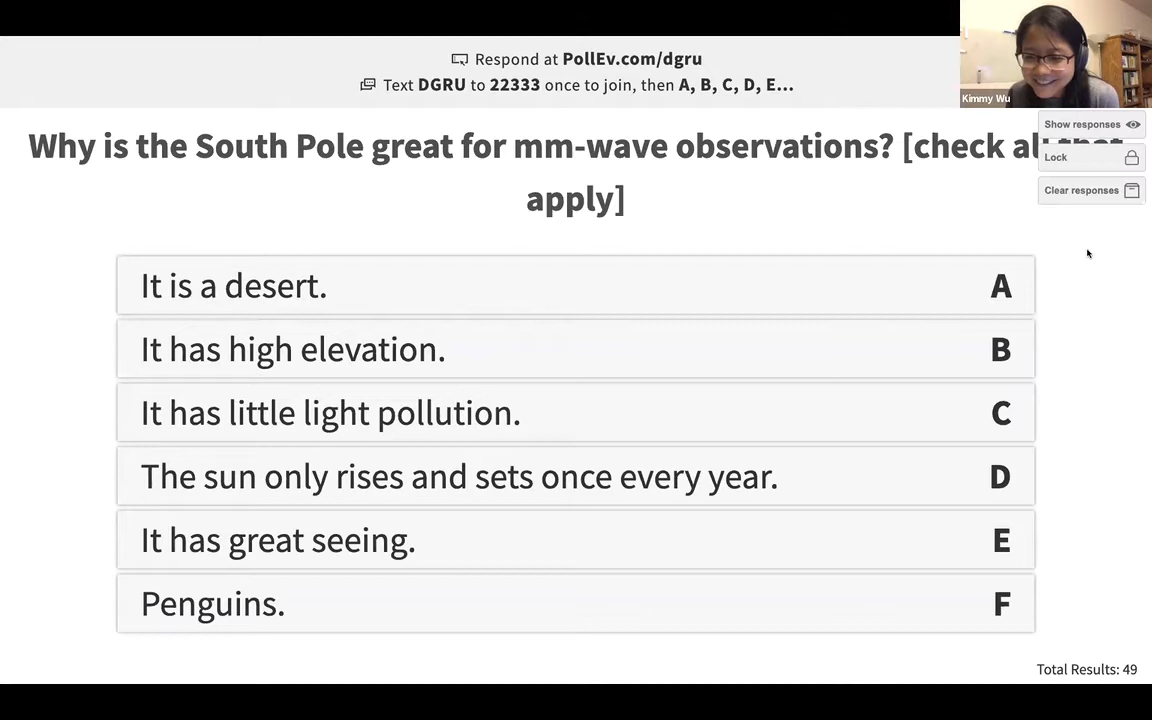 Respond at PollEv.com/dgru
Text DGRU to 22333 once to join, then A, B, C, D, E...
Kimmy Wu
Show responses
Why is the South Pole great for mm-wave observations? [check all that
apply]
Lock
Clear responses
It is a desert. A
It has high elevation. B
It has little light pollution. C
The sun only rises and sets once every year. D
It has great seeing. E
Penguins. F
Total Results: 49